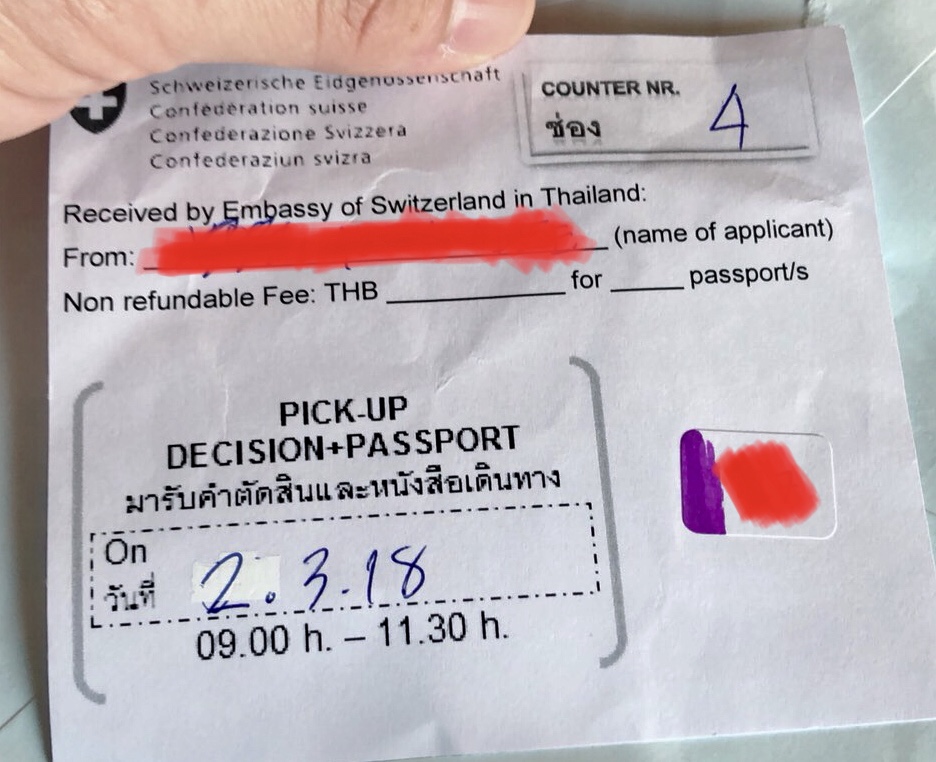 Schweizerische Eidgenossenschaft
Confédération suisse
Confederazione Svizzera
Confederaziun svizra
COUNTER NR.
ช่อง 4
Received by Embassy of Switzerland in Thailand:
From: (name of applicant)
Non refundable Fee: THB ________ for ____ passport/s
PICK-UP
DECISION+PASSPORT
มารับคำตัดสินและหนังสือเดินทาง
On
วันที่ 2.3.18
09.00 h. – 11.30 h.